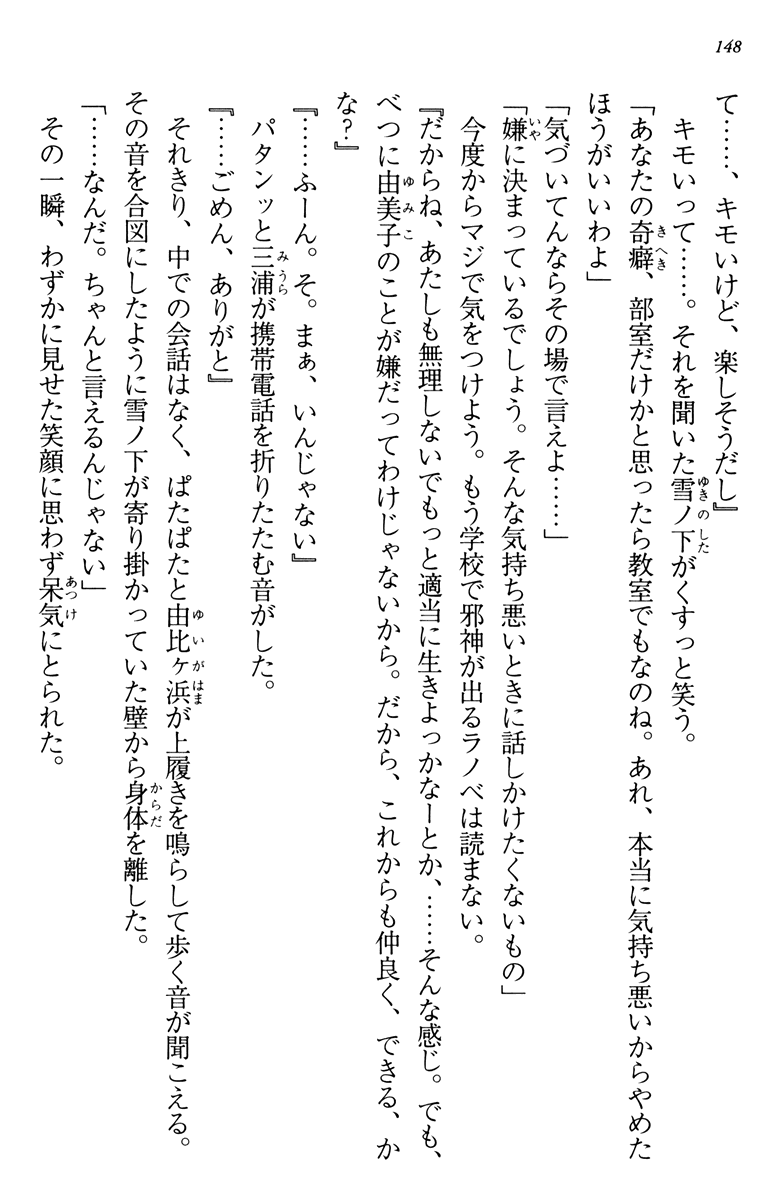 148
て……、キモいけど、楽しそうだし』
キモいって……。それを聞いた雪ノ下がくすっと笑う。
「あなたの奇癖、部室だけかと思ったら教室でもなのね。あれ、本当に気持ち悪いからやめた
ほうがいいわよ」
「気づいてんならその場で言えよ……」
「嫌に決まっているでしょう。そんな気持ち悪いときに話しかけたくないもの」
今度からマジで気をつけよう。もう学校で邪神が出るラノベは読まない。
『だからね、あたしも無理しないでもっと適当に生きよっかなーとか、……そんな感じ。でも、
べつに由美子のことが嫌だってわけじゃないから。だから、これからも仲良く、できる、か
な？』
『……ふーん。そ。まぁ、いんじゃない』
パタンッと三浦が携帯電話を折りたたむ音がした。
『……ごめん、ありがと』
それきり、中での会話はなく、ぱたぱたと由比ヶ浜が上履きを鳴らして歩く音が聞こえる。
その音を合図にしたように雪ノ下が寄り掛かっていた壁から身体を離した。
「……なんだ。ちゃんと言えるんじゃない」
その一瞬、わずかに見せた笑顔に思わず呆気にとられた。